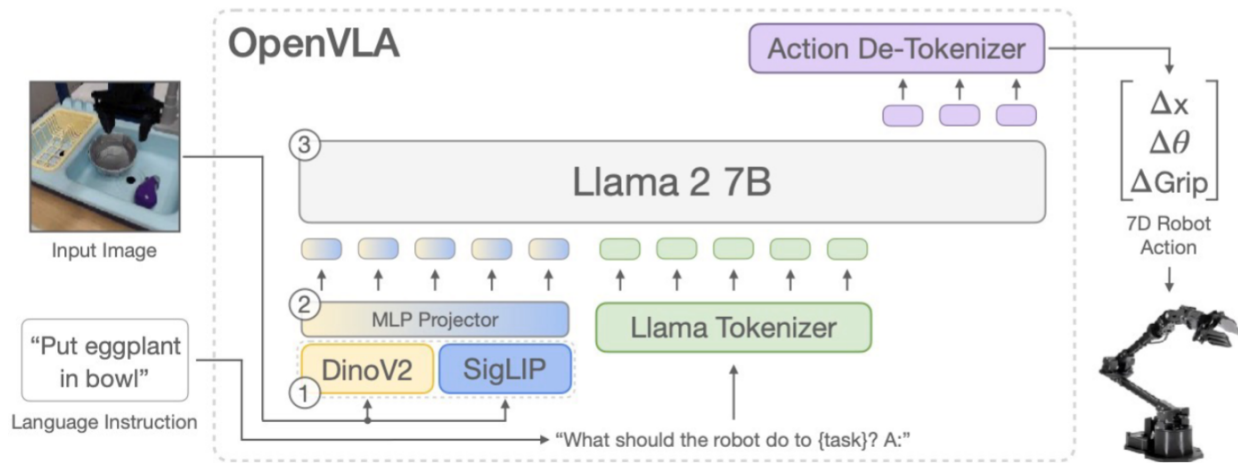 OpenVLA
Action De-Tokenizer
Input Image
3
Llama 2 7B
Δx
Δθ
ΔGrip
7D Robot
Action
2
MLP Projector
Llama Tokenizer
1
DinoV2
SigLIP
“Put eggplant
in bowl”
Language Instruction
“What should the robot do to {task}? A:”